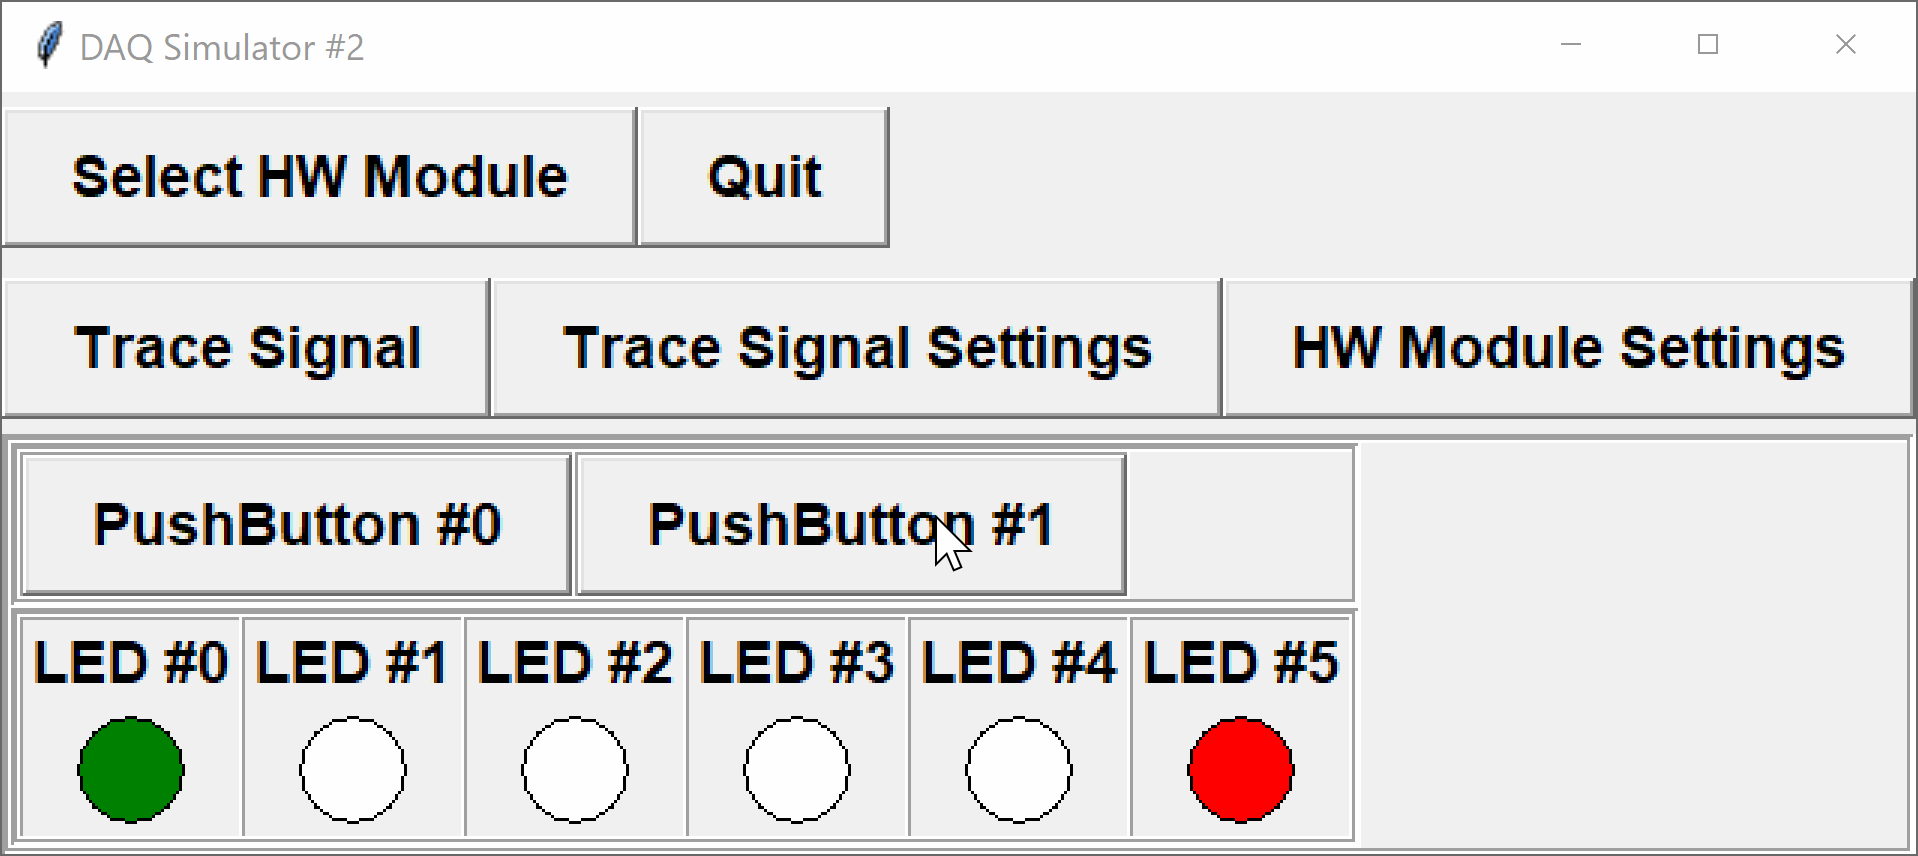 DAQ Simulator #2
Select HW Module Quit
Trace Signal Trace Signal Settings HW Module Settings
PushButton #0 PushButton #1
LED #0 LED #1 LED #2 LED #3 LED #4 LED #5